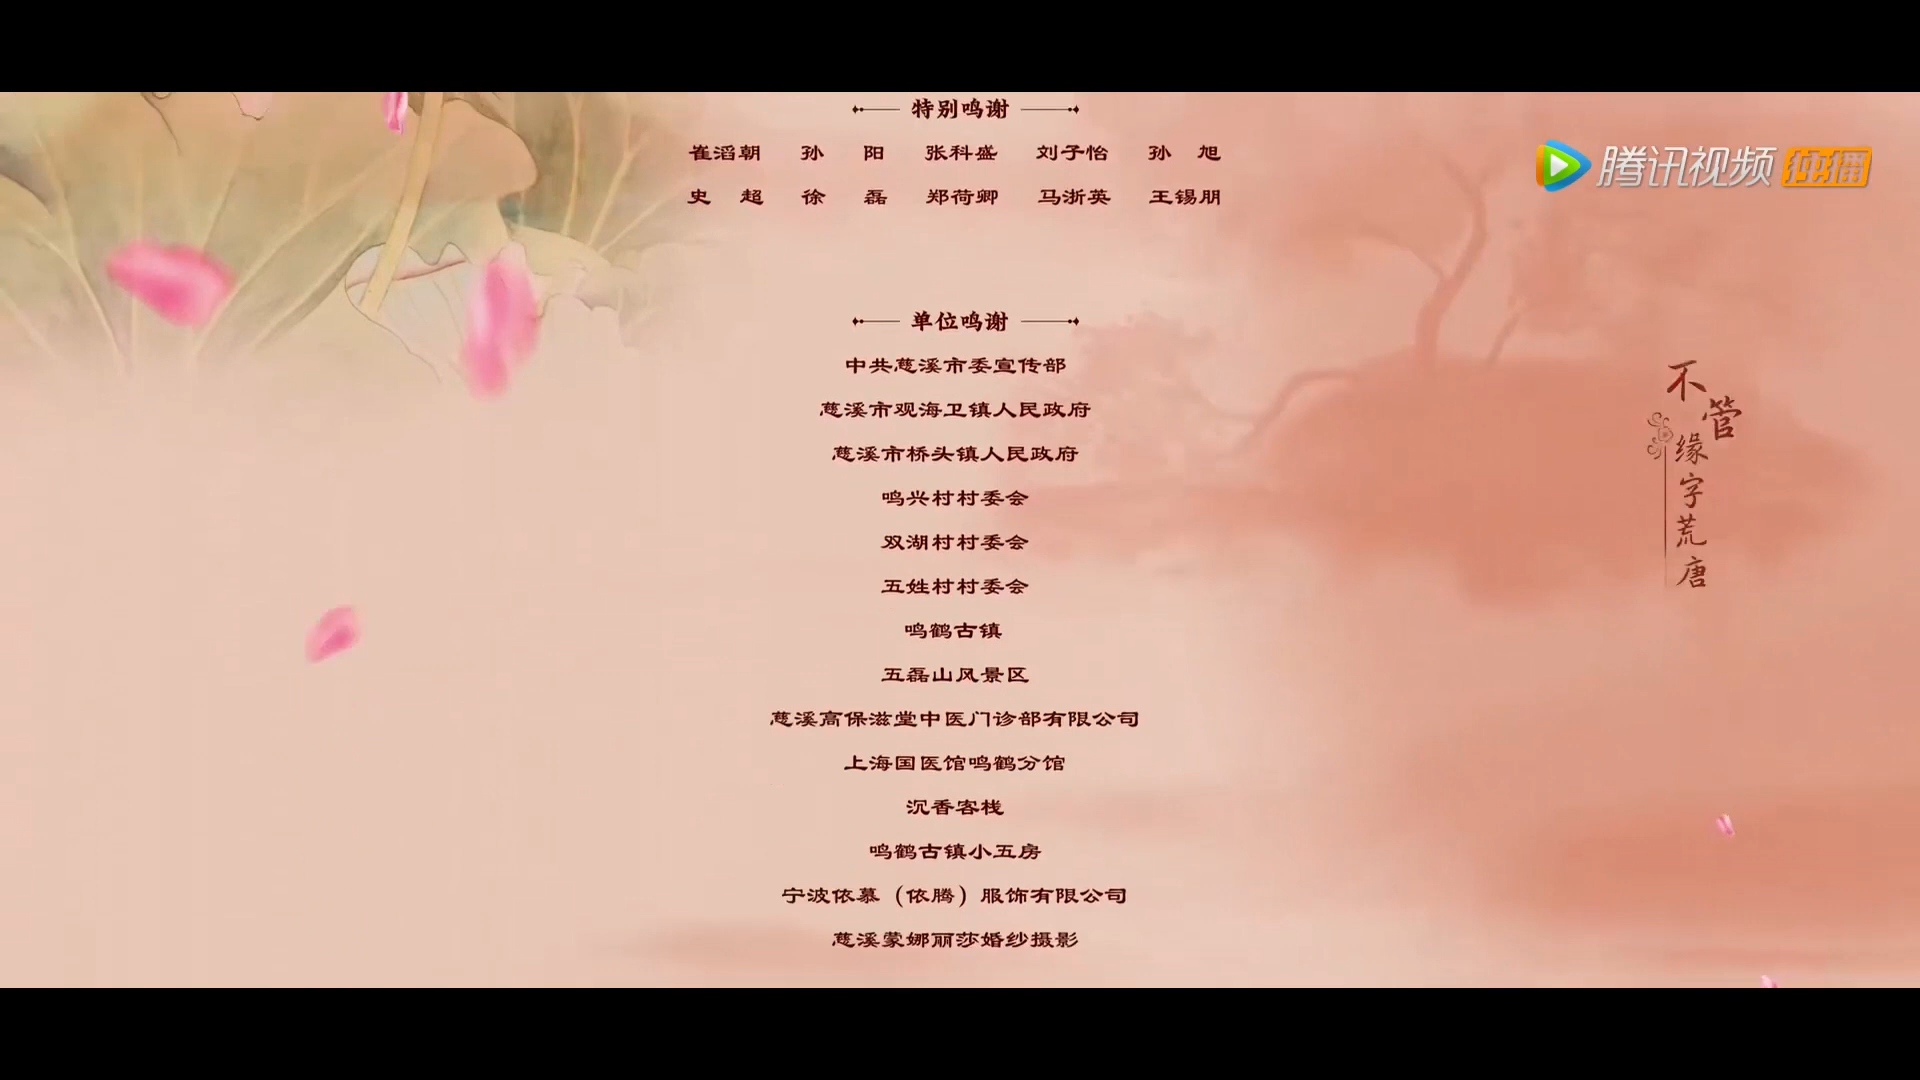 特别鸣谢
崔滔朝 孙 阳 张科盛 刘子怡 孙 旭
史 超 徐 磊 郑荷卿 马浙英 王锡朋
腾讯视频 独播
单位鸣谢
中共慈溪市委宣传部
慈溪市观海卫镇人民政府
慈溪市桥头镇人民政府
鸣兴村村委会
双湖村村委会
五姓村村委会
鸣鹤古镇
五磊山风景区
慈溪高保滋堂中医门诊部有限公司
上海国医馆鸣鹤分馆
沉香客栈
鸣鹤古镇小五房
宁波依慕（依腾）服饰有限公司
慈溪蒙娜丽莎婚纱摄影
不管缘字荒唐